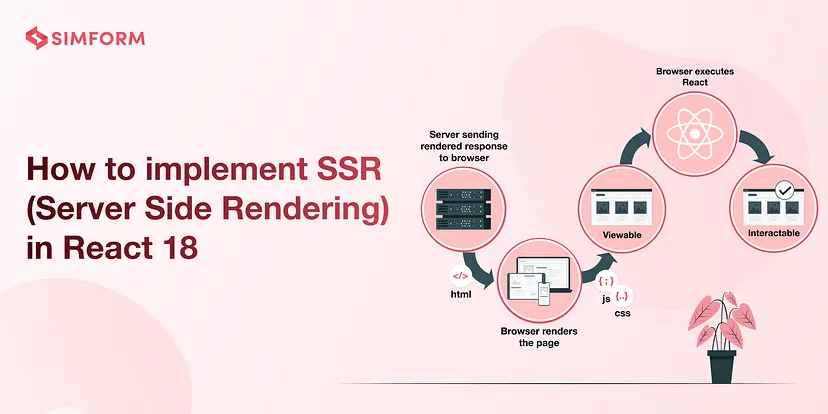 SIMFORM
How to implement SSR
(Server Side Rendering)
in React 18
Server sending
rendered response
to browser
</>
html
Browser renders
the page
{ ; }
js
{..}
css
Viewable
Browser executes
React
Interactable